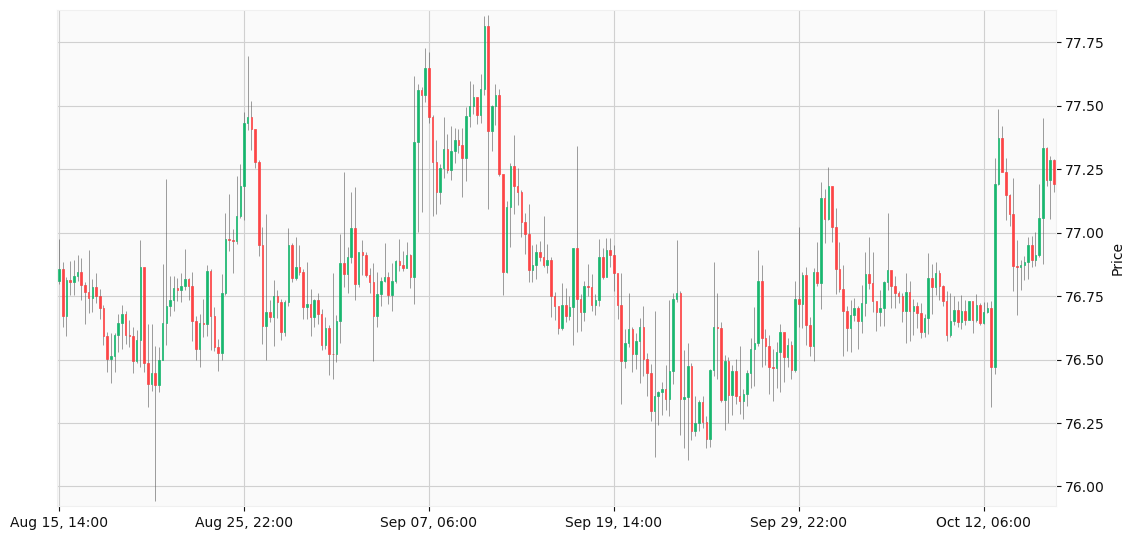 77.75
77.50
77.25
77.00
76.75
76.50
76.25
76.00
Price
Aug 15, 14:00
Aug 25, 22:00
Sep 07, 06:00
Sep 19, 14:00
Sep 29, 22:00
Oct 12, 06:00